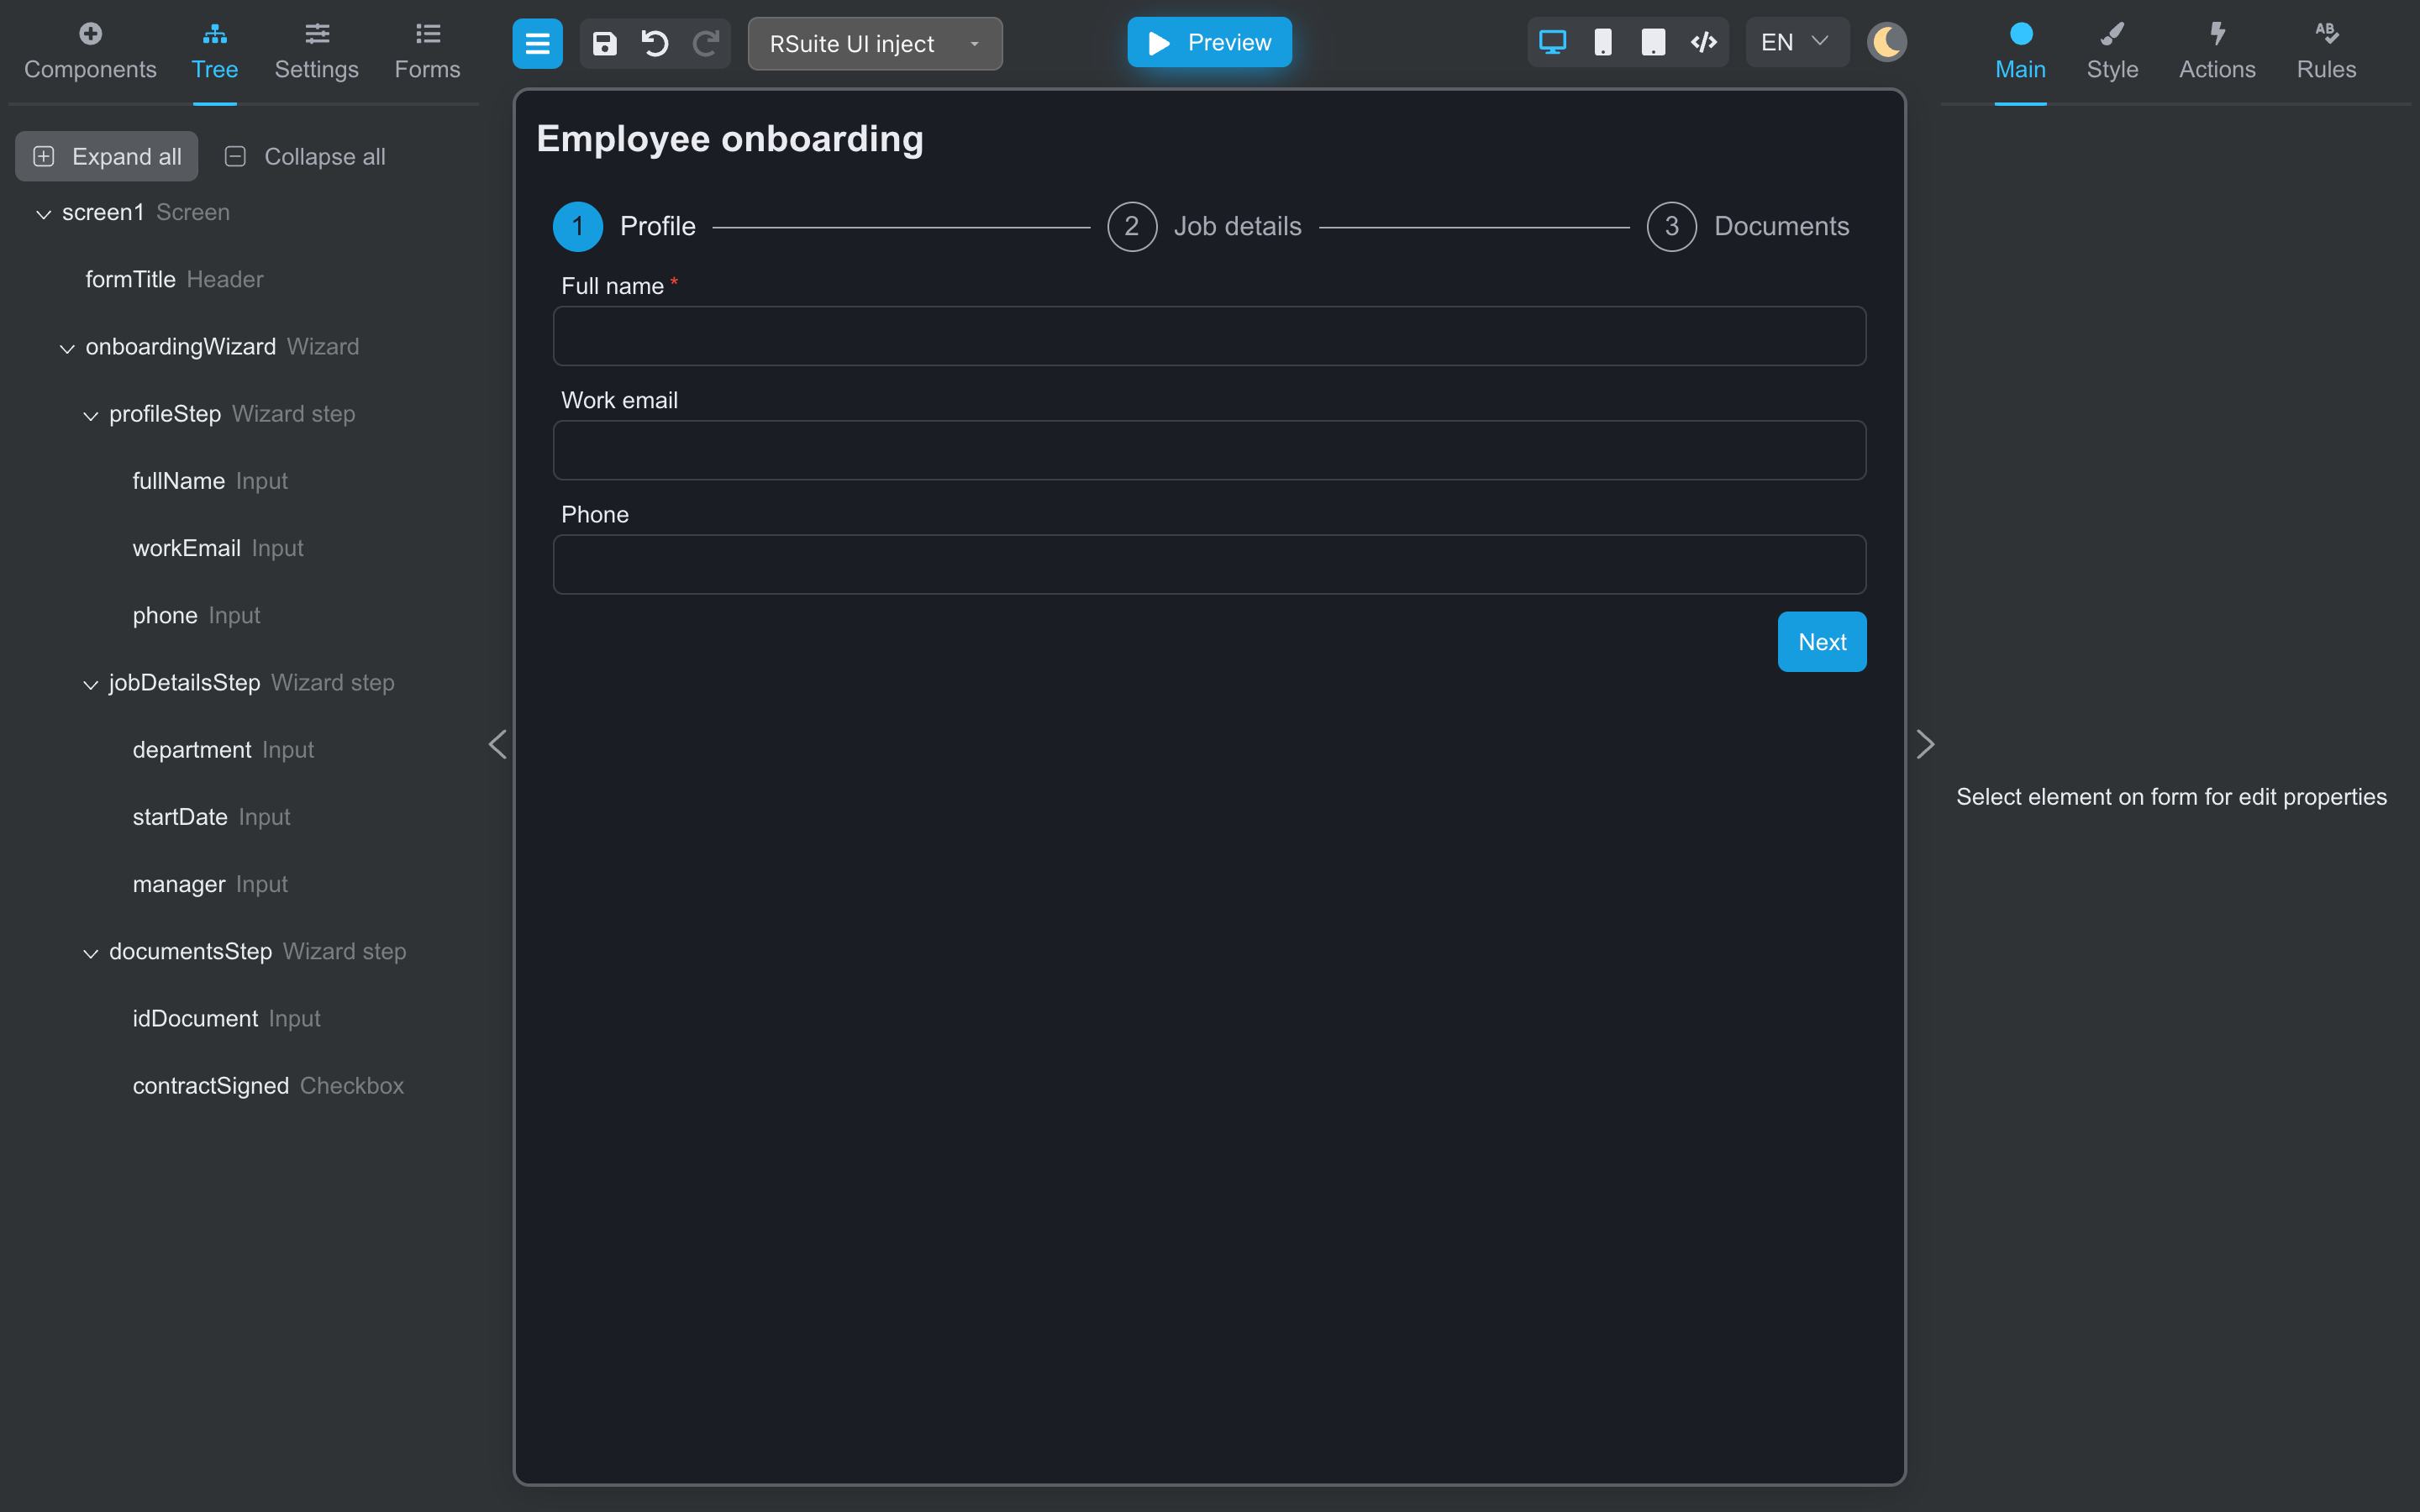 Components Tree Settings Forms
RSuite UI inject
Preview
EN
Main Style Actions AB Rules
Expand all Collapse all
screen1 Screen
formTitle Header
onboardingWizard Wizard
profileStep Wizard step
fullName Input
workEmail Input
phone Input
jobDetailsStep Wizard step
department Input
startDate Input
manager Input
documentsStep Wizard step
idDocument Input
contractSigned Checkbox
Employee onboarding
1 Profile 2 Job details 3 Documents
Full name *
Work email
Phone
Next
Select element on form for edit properties